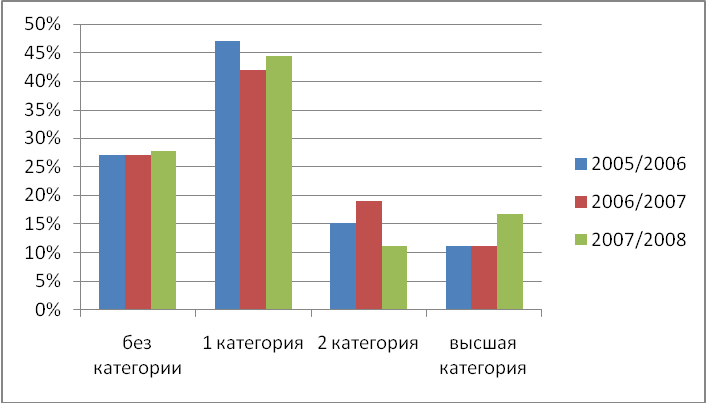 50%
45%
40%
35%
30%
25%
20%
15%
10%
5%
0%
без
категории
1 категория
2 категория
высшая
категория
2005/2006
2006/2007
2007/2008